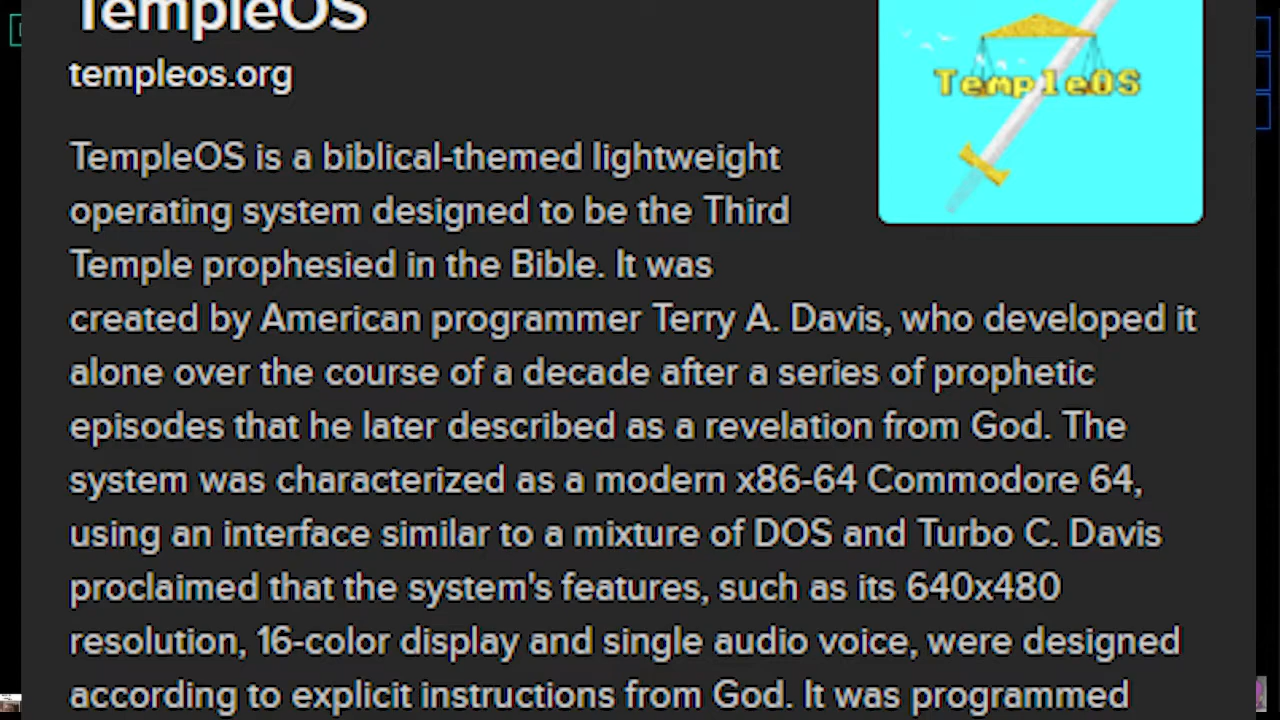 TempleOS
templeos.org
TempleOS
TempleOS is a biblical-themed lightweight
operating system designed to be the Third
Temple prophesied in the Bible. It was
created by American programmer Terry A. Davis, who developed it
alone over the course of a decade after a series of prophetic
episodes that he later described as a revelation from God. The
system was characterized as a modern x86-64 Commodore 64,
using an interface similar to a mixture of DOS and Turbo C. Davis
proclaimed that the system's features, such as its 640x480
resolution, 16-color display and single audio voice, were designed
according to explicit instructions from God. It was programmed